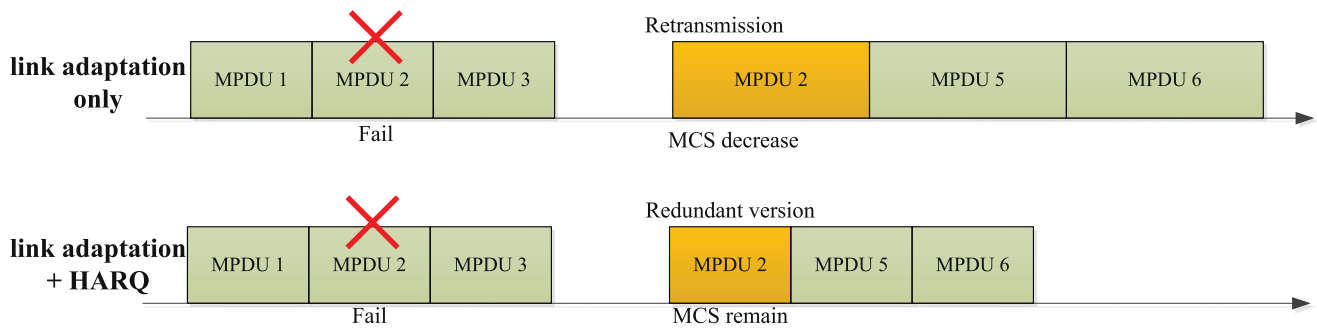 Retransmission
link adaptation
only
MPDU 1
MPDU 2
MPDU 3
MPDU 2
MPDU 5
MPDU 6
Fail
MCS decrease
Redundant version
link adaptation
+ HARQ
MPDU 1
MPDU 2
MPDU 3
MPDU 2
MPDU 5
MPDU 6
Fail
MCS remain